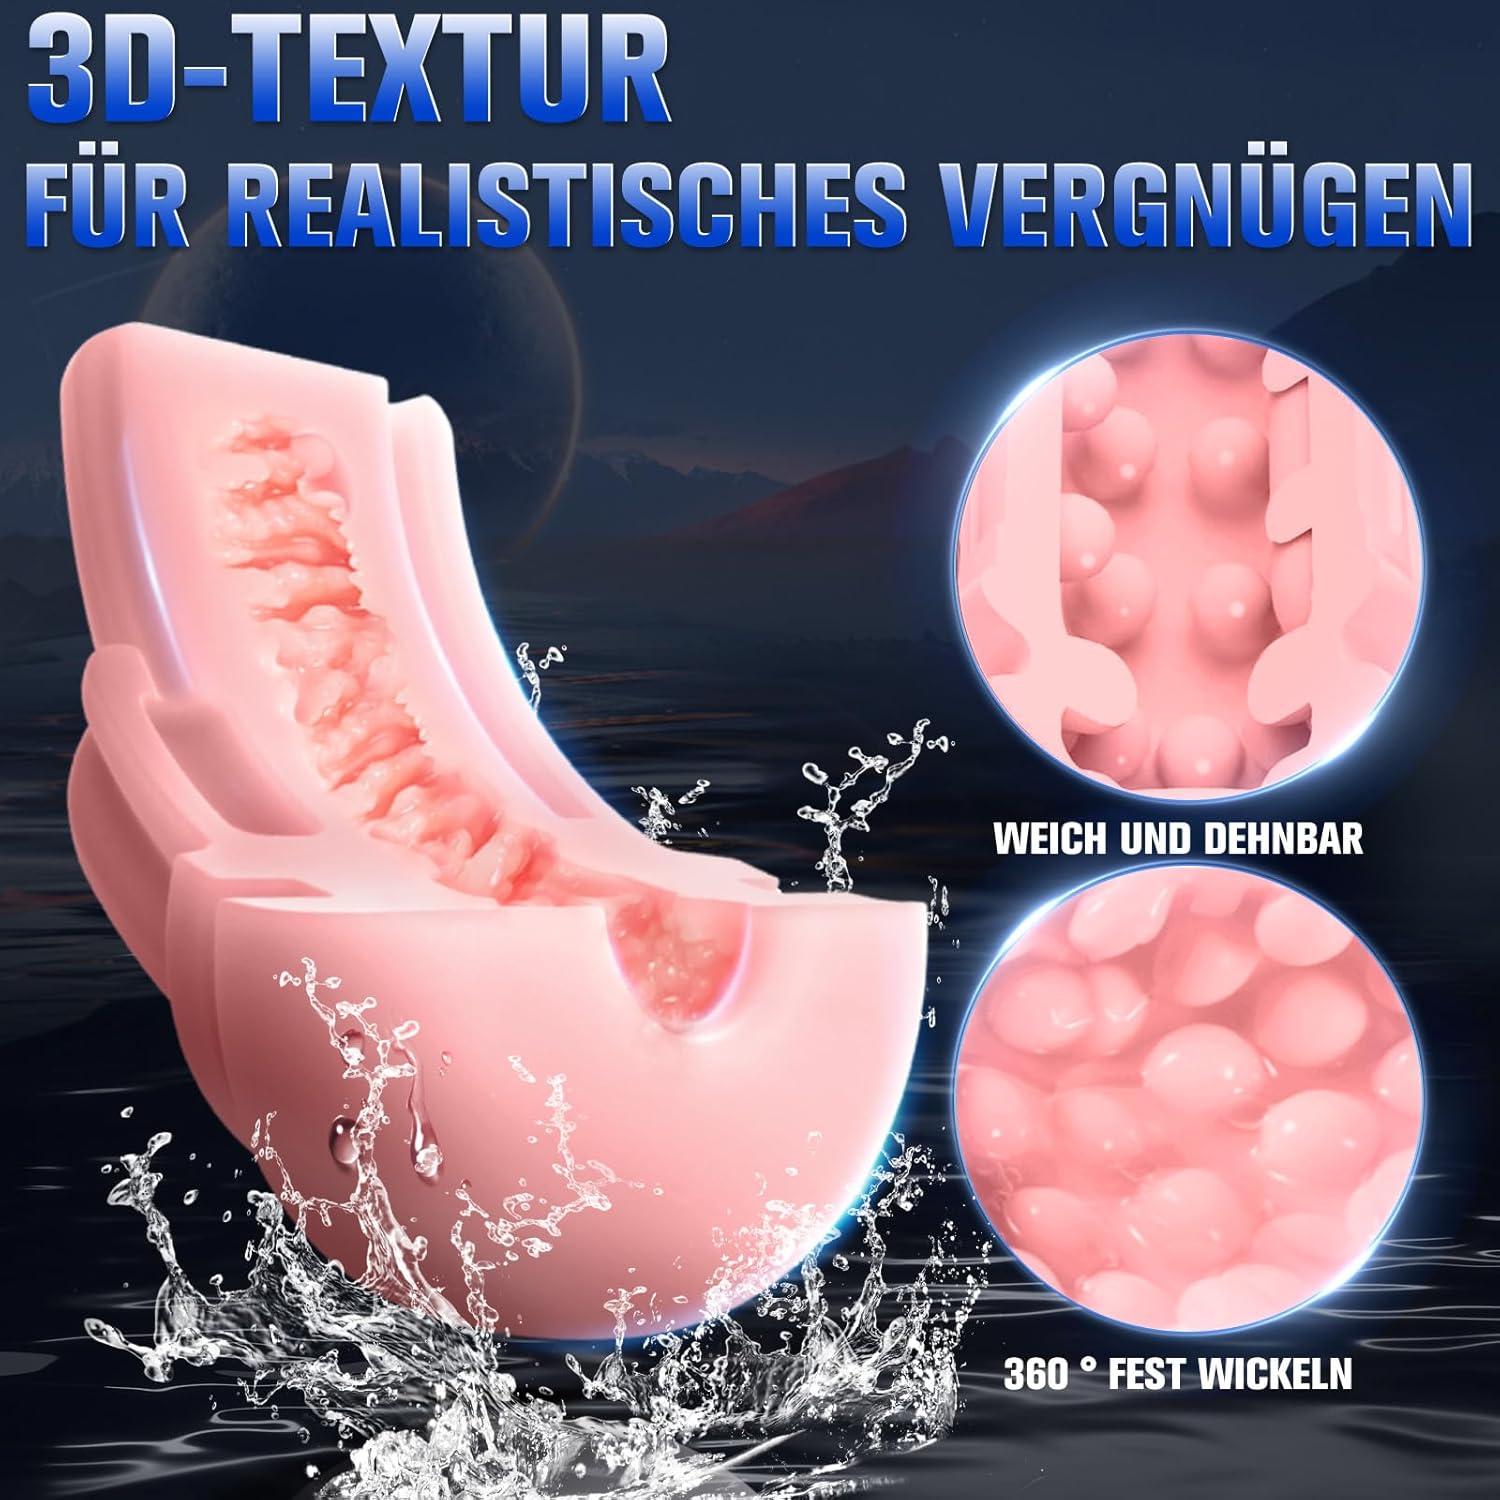 3D-TEXTUR
FÜR REALISTISCHES VERGNÜGEN
WEICH UND DEHNBAR
360 ° FEST WICKELN